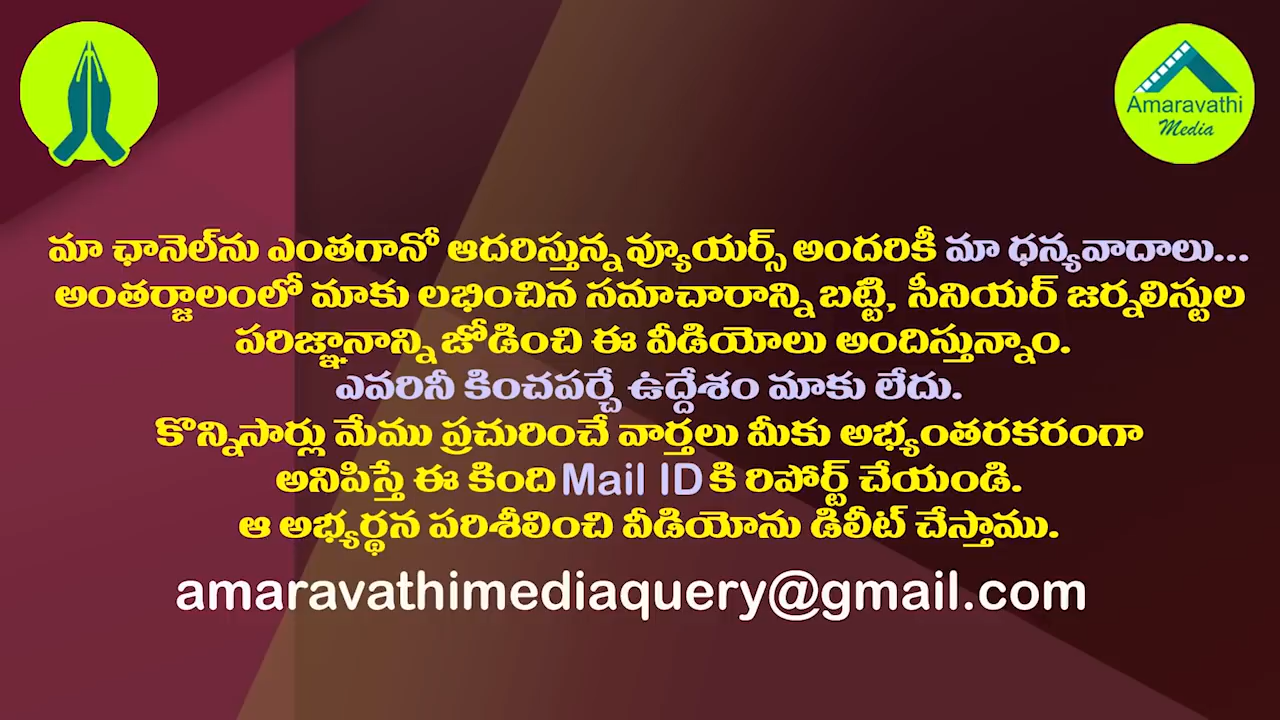 Amaravathi
Media
మా ఛానెల్‌ను ఎంతగానో ఆదరిస్తున్న వ్యూయర్స్ అందరికీ మా ధన్యవాదాలు...
అంతర్జాలంలో మాకు లభించిన సమాచారాన్ని బట్టి, సీనియర్ జర్నలిస్టుల
పరిజ్ఞానాన్ని జోడించి ఈ వీడియోలు అందిస్తున్నాం.
ఎవరినీ కించపర్చే ఉద్దేశం మాకు లేదు.
కొన్నిసార్లు మేము ప్రచురించే వార్తలు మీకు అభ్యంతరకరంగా
అనిపిస్తే ఈ కింది Mail ID కి రిపోర్ట్ చేయండి.
ఆ అభ్యర్థన పరిశీలించి వీడియోను డిలీట్ చేస్తాము.
amaravathimediaquery@gmail.com